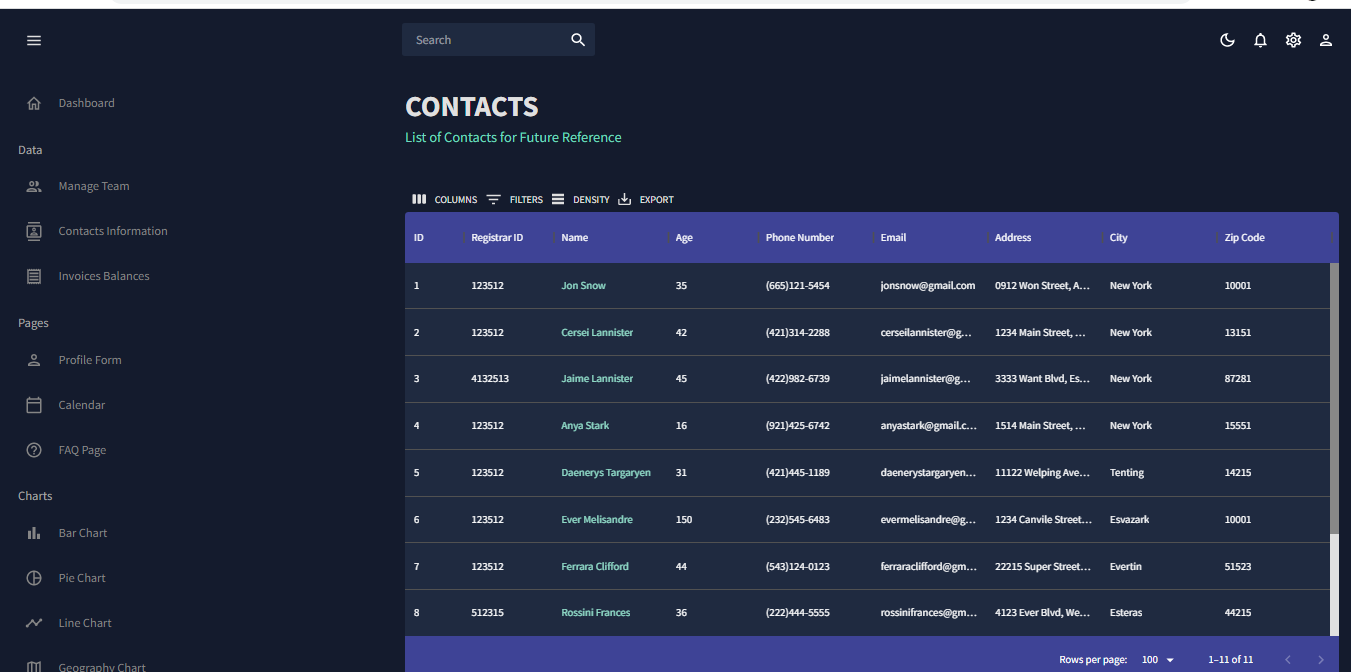 Search
Dashboard
Data
Manage Team
Contacts Information
Invoices Balances
Pages
Profile Form
Calendar
FAQ Page
Charts
Bar Chart
Pie Chart
Line Chart
Geography Chart
CONTACTS
List of Contacts for Future Reference
COLUMNS FILTERS DENSITY EXPORT
ID Registrar ID Name Age Phone Number Email Address City Zip Code
1 123512 Jon Snow 35 (665)121-5454 jonsnow@gmail.com 0912 Won Street, A... New York 10001
2 123512 Cersei Lannister 42 (421)314-2288 cerseilannister@g... 1234 Main Street, ... New York 13151
3 4132513 Jaime Lannister 45 (422)982-6739 jaimelannister@g... 3333 Want Blvd, Es... New York 87281
4 123512 Anya Stark 16 (921)425-6742 anyastark@gmail.c... 1514 Main Street, ... New York 15551
5 123512 Daenerys Targaryen 31 (421)445-1189 daenerystargaryen... 11122 Welping Ave... Tenting 14215
6 123512 Ever Melisandre 150 (232)545-6483 evermelisandre@g... 1234 Canvile Street... Esvazark 10001
7 123512 Ferrara Clifford 44 (543)124-0123 ferraraclifford@gm... 22215 Super Street... Evertin 51523
8 512315 Rossini Frances 36 (222)444-5555 rossinifrances@gm... 4123 Ever Blvd, We... Esteras 44215
Rows per page: 100 1–11 of 11